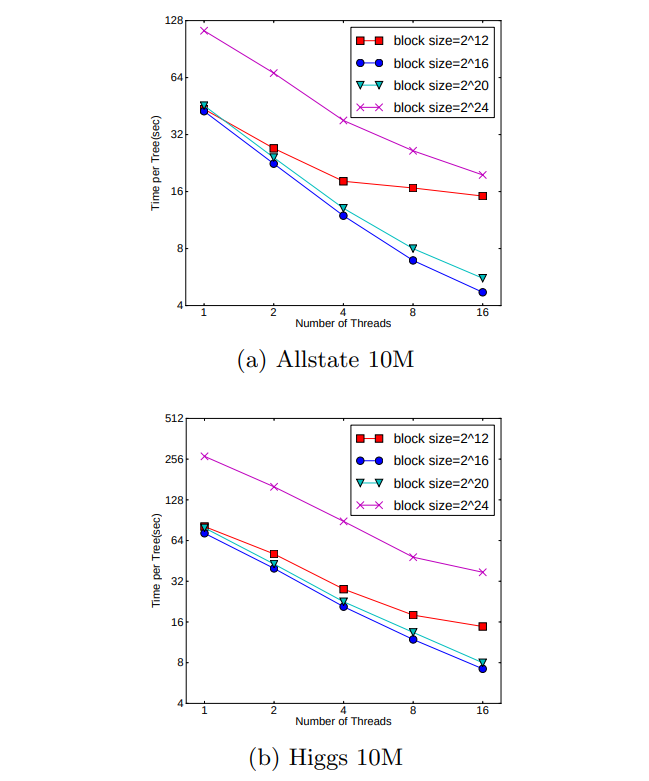 128
64
32
16
8
4
Time per Tree(sec)
block size=2^12
block size=2^16
block size=2^20
block size=2^24
1 2 4 8 16
Number of Threads
(a) Allstate 10M
512
256
128
64
32
16
8
4
Time per Tree(sec)
block size=2^12
block size=2^16
block size=2^20
block size=2^24
1 2 4 8 16
Number of Threads
(b) Higgs 10M